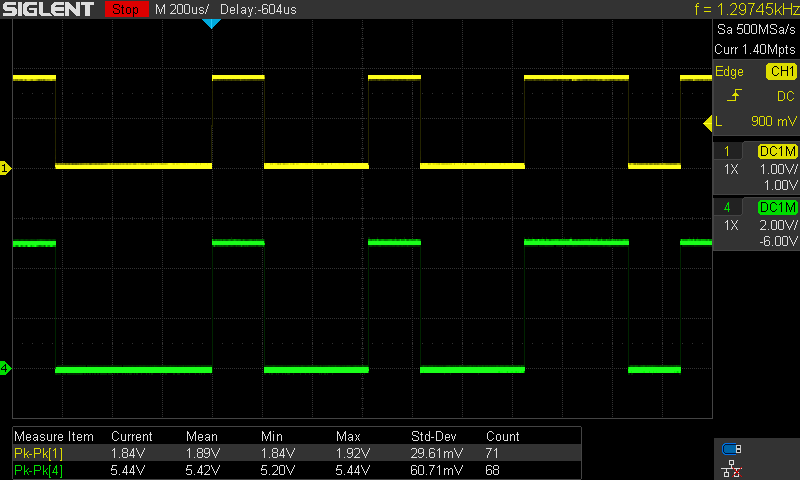 SIGLENT Stop M 200us/ Delay:-604us f = 1.29745kHz
Sa 500MSa/s
Curr 1.40Mpts
Edge CH1
DC
L 900 mV
1 DC1M
1X 1.00V/
1.00V
4 DC1M
1X 2.00V/
-6.00V
1
4
Measure Item Current Mean Min Max Std-Dev Count
Pk-Pk[1] 1.84V 1.89V 1.84V 1.92V 29.61mV 71
Pk-Pk[4] 5.44V 5.42V 5.20V 5.44V 60.71mV 68